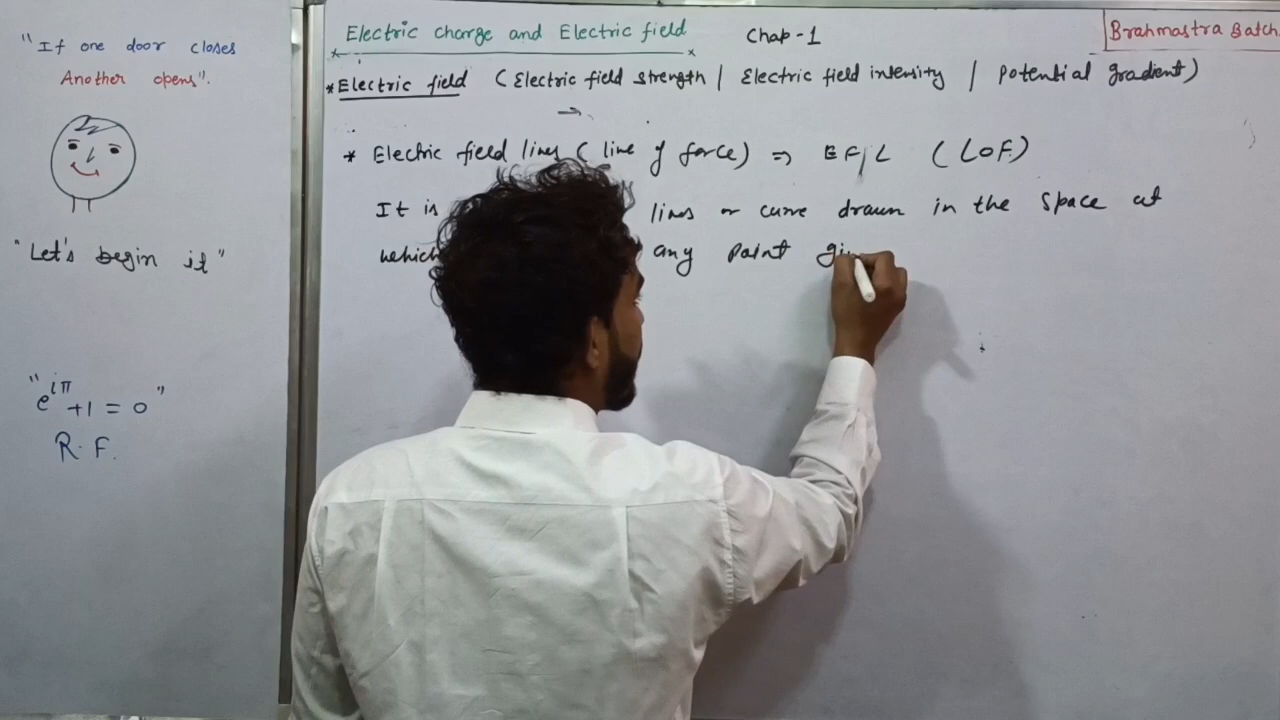 "If one door closes
Another opens".
"Let's begin it"
"e^iπ +1 = 0"
R. F.
Electric charge and Electric field Chap-1
Brahmastra Batch
* Electric field (Electric field strength | Electric field intensity | Potential gradient)
* Electric field lines (line of force) ⇒ EFL (LOF)
It is lines or curve drawn in the space at
which any point